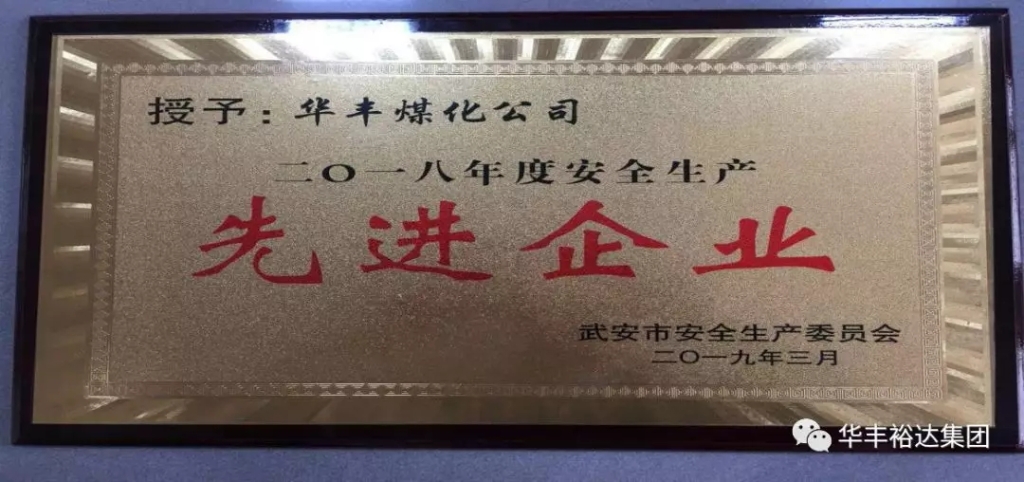 授予：华丰煤化公司
二〇一八年度安全生产
先进企业
武安市安全生产委员会
二〇一九年三月
华丰裕达集团